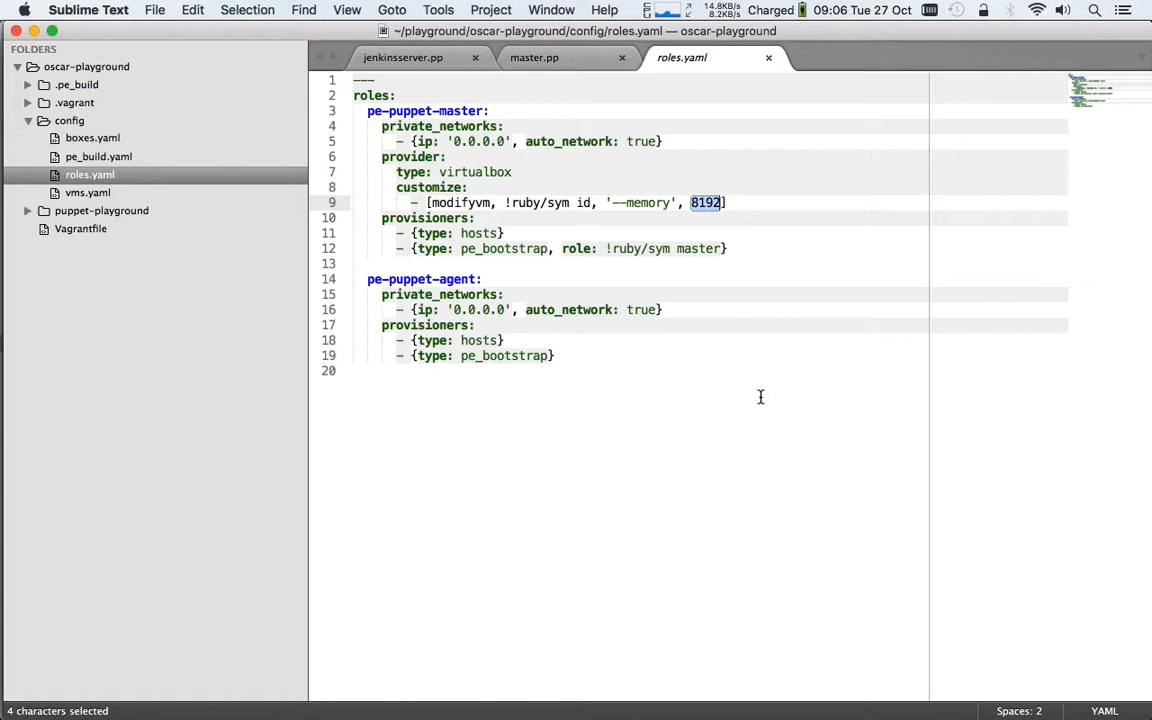 Sublime Text File Edit Selection Find View Goto Tools Project Window Help 14.8KB/s 8.2KB/s Charged 09:06 Tue 27 Oct
~/playground/oscar-playground/config/roles.yaml — oscar-playground
FOLDERS
oscar-playground
.pe_build
.vagrant
config
boxes.yaml
pe_build.yaml
roles.yaml
vms.yaml
puppet-playground
Vagrantfile
jenkinsserver.pp × master.pp × roles.yaml ×
1 ---
2 roles:
3 pe-puppet-master:
4 private_networks:
5 - {ip: '0.0.0.0', auto_network: true}
6 provider:
7 type: virtualbox
8 customize:
9 - [modifyvm, !ruby/sym id, '--memory', 8192]
10 provisioners:
11 - {type: hosts}
12 - {type: pe_bootstrap, role: !ruby/sym master}
13
14 pe-puppet-agent:
15 private_networks:
16 - {ip: '0.0.0.0', auto_network: true}
17 provisioners:
18 - {type: hosts}
19 - {type: pe_bootstrap}
20
4 characters selected Spaces: 2 YAML